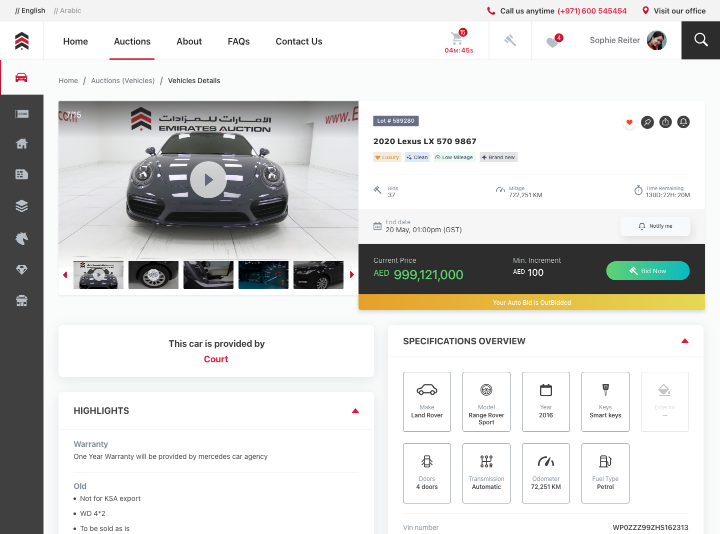 // English // Arabic
Call us anytime (+971) 600 545454
Visit our office
Home
Auctions
About
FAQs
Contact Us
15
04M:45S
4
Sophie Reiter
Home / Auctions (Vehicles) / Vehicles Details
الإمارات للمزادات
EMIRATES AUCTION
www.E
Lot # 589280
2020 Lexus LX 570 9867
Luxury
Clean
Low Mileage
Brand new
Bids
37
Milage
722,251 KM
Time Remaining
130D:22H: 20M
End date
20 May, 01:00pm (GST)
Notify me
Current Price
AED 999,121,000
Min. Increment
AED 100
Bid Now
Your Auto Bid is OutBidded
This car is provided by
Court
HIGHLIGHTS
Warranty
One Year Warranty will be provided by mercedes car agency
Old
• Not for KSA export
• WD 4*2
• To be sold as is
SPECIFICATIONS OVERVIEW
Make
Land Rover
Model
Range Rover
Sport
Year
2016
Keys
Smart keys
Exterior
--
Doors
4 doors
Transmission
Automatic
Odometer
72,251 KM
Fuel Type
Petrol
Vin number
WP0ZZZ99ZHS162313